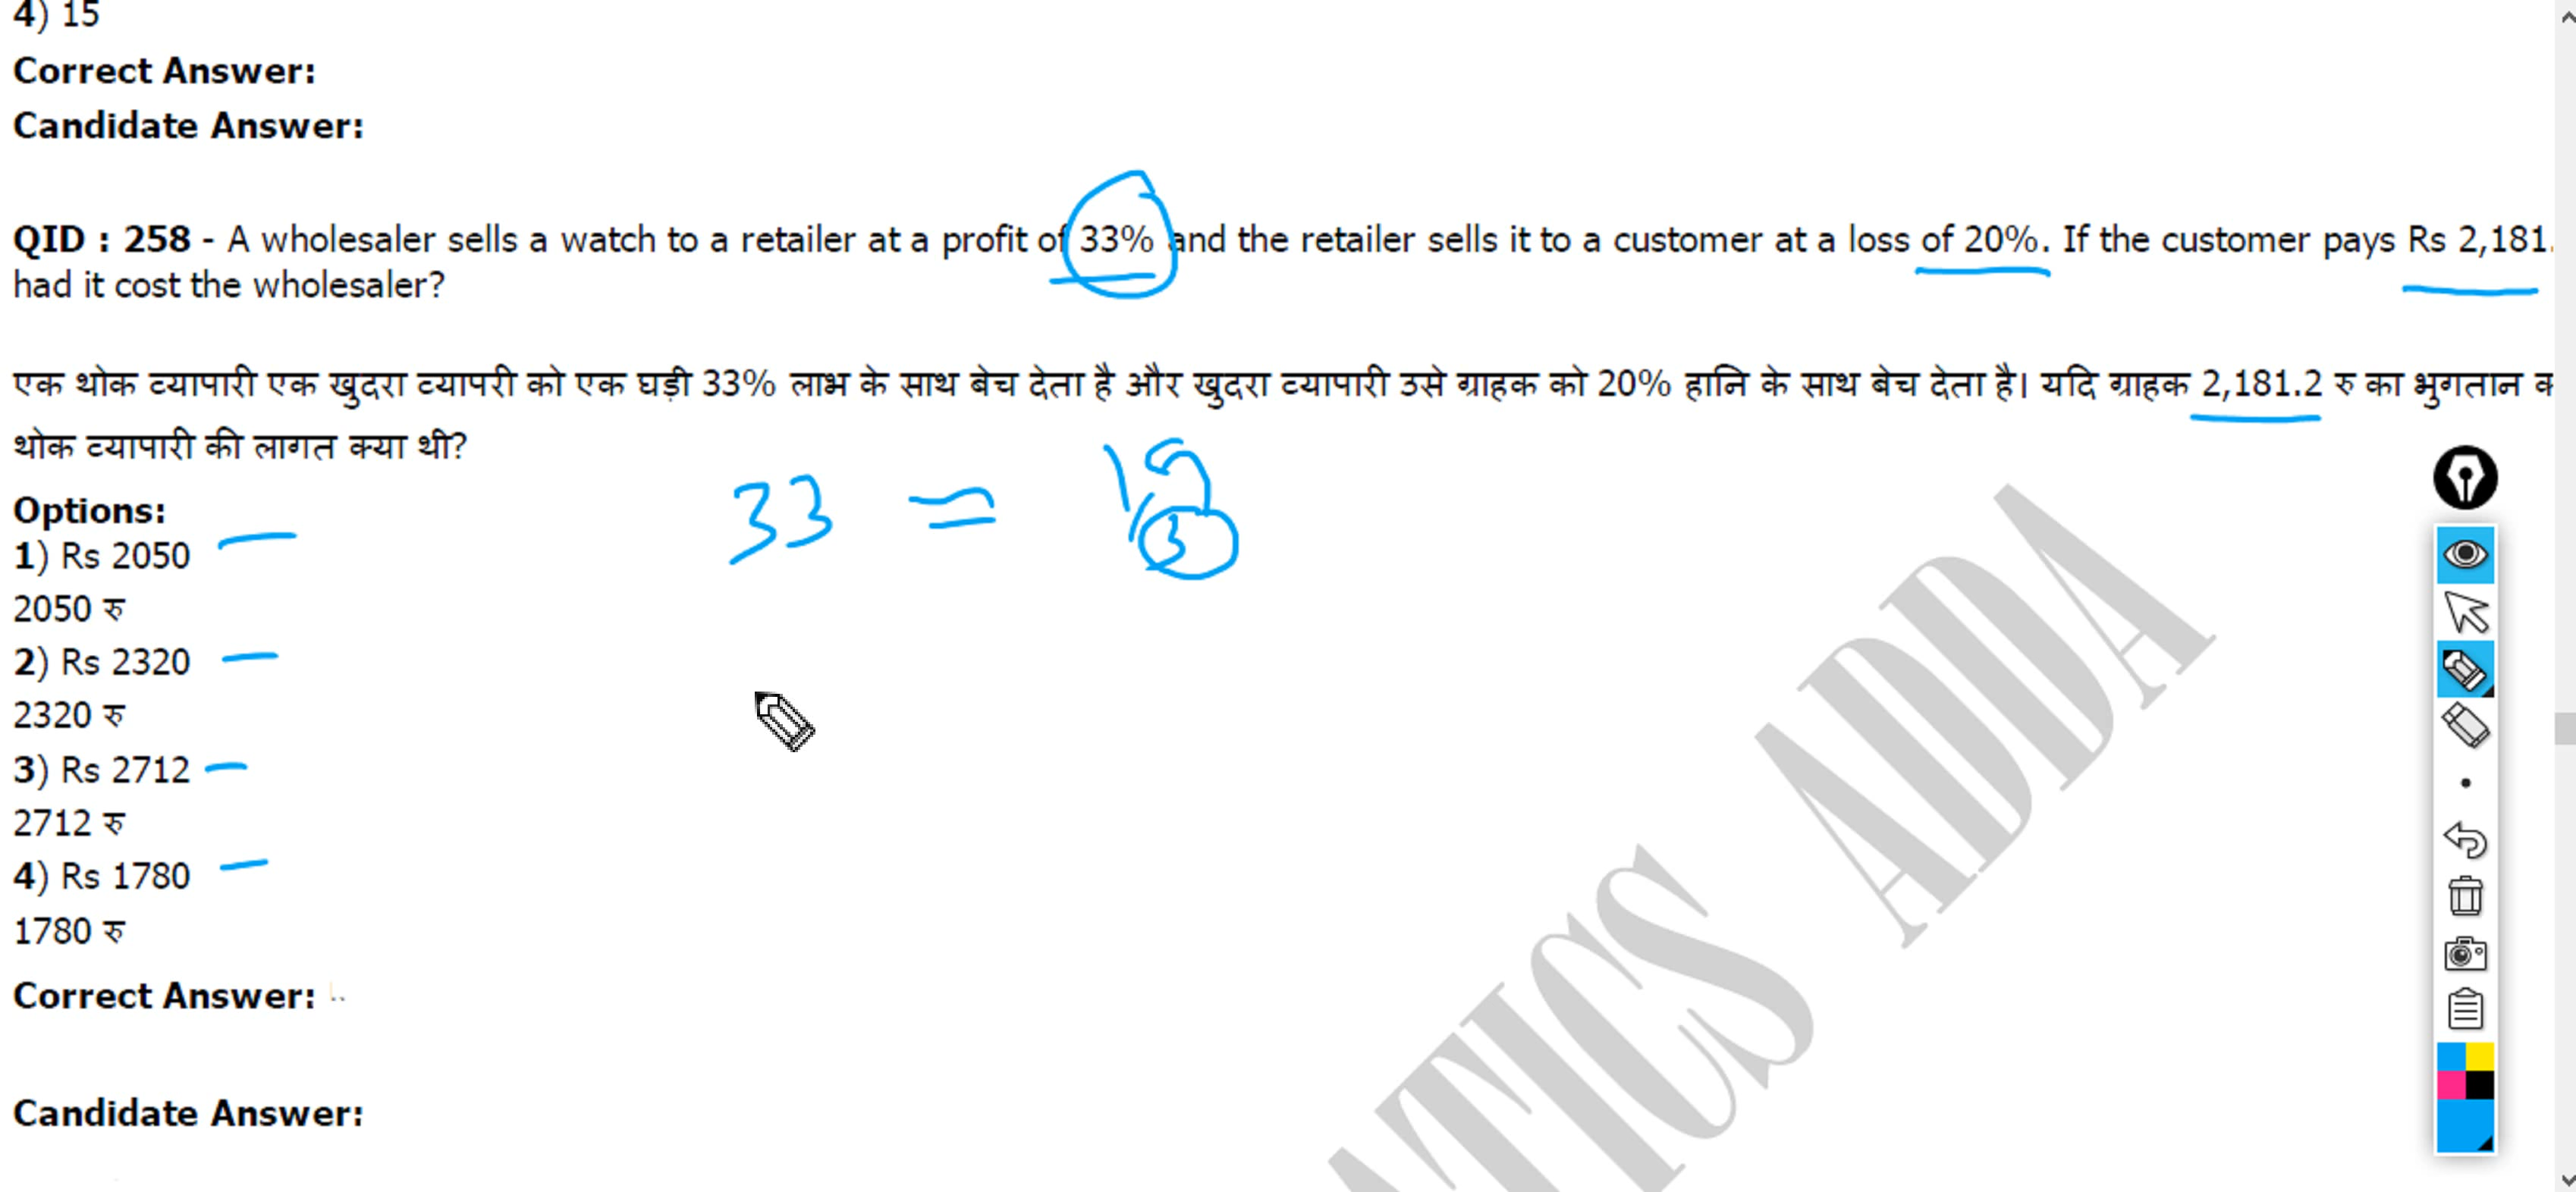 4) 15
Correct Answer:
Candidate Answer:
QID : 258 - A wholesaler sells a watch to a retailer at a profit of 33% and the retailer sells it to a customer at a loss of 20%. If the customer pays Rs 2,181.
had it cost the wholesaler?
एक थोक व्यापारी एक खुदरा व्यापरी को एक घड़ी 33% लाभ के साथ बेच देता है और खुदरा व्यापारी उसे ग्राहक को 20% हानि के साथ बेच देता है। यदि ग्राहक 2,181.2 रु का भुगतान
थोक व्यापारी की लागत क्या थी?
33 =
3
Options:
1) Rs 2050
2050 रु
2) Rs 2320
2320 रु
3) Rs 2712
2712 रु
4) Rs 1780
1780 रु
Correct Answer:
Candidate Answer:
ATICS ADDA